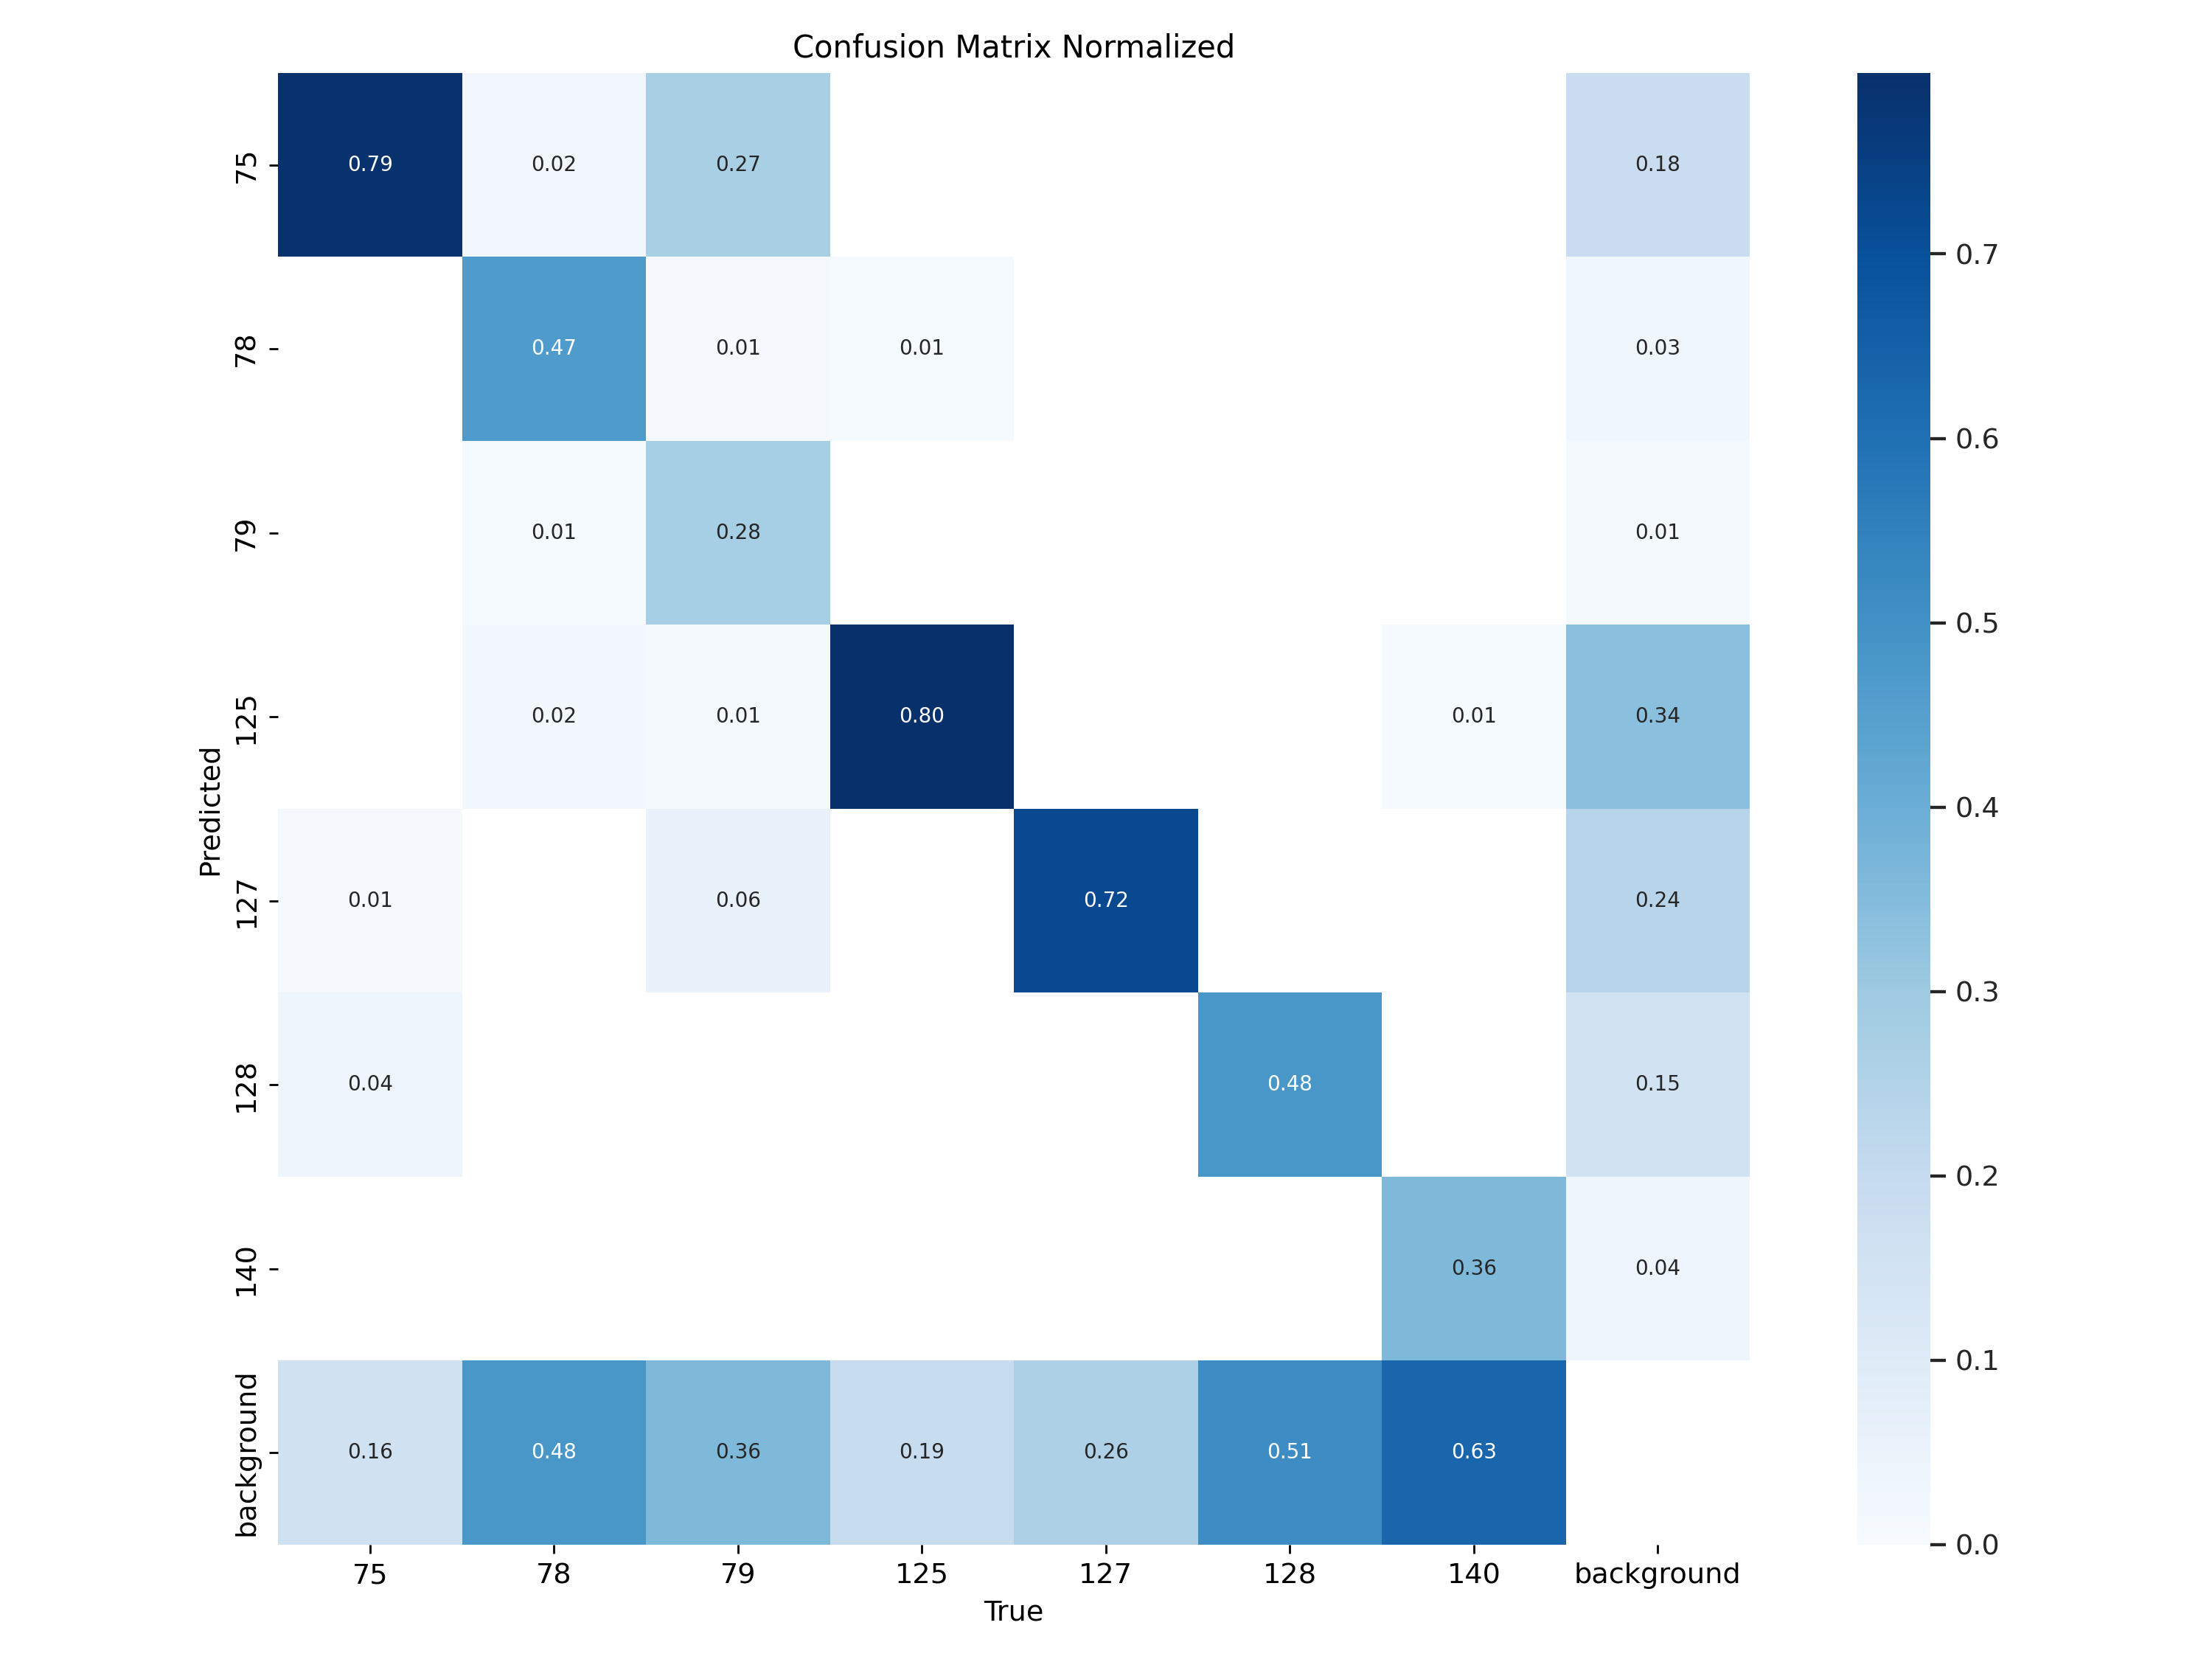 Confusion Matrix Normalized
75 0.79 0.02 0.27 0.18
78 0.47 0.01 0.01 0.03
79 0.01 0.28 0.01
125 0.02 0.01 0.80 0.01 0.34
127 0.01 0.06 0.72 0.24
128 0.04 0.48 0.15
140 0.36 0.04
background 0.16 0.48 0.36 0.19 0.26 0.51 0.63
75 78 79 125 127 128 140 background
True
Predicted
0.7
0.6
0.5
0.4
0.3
0.2
0.1
0.0